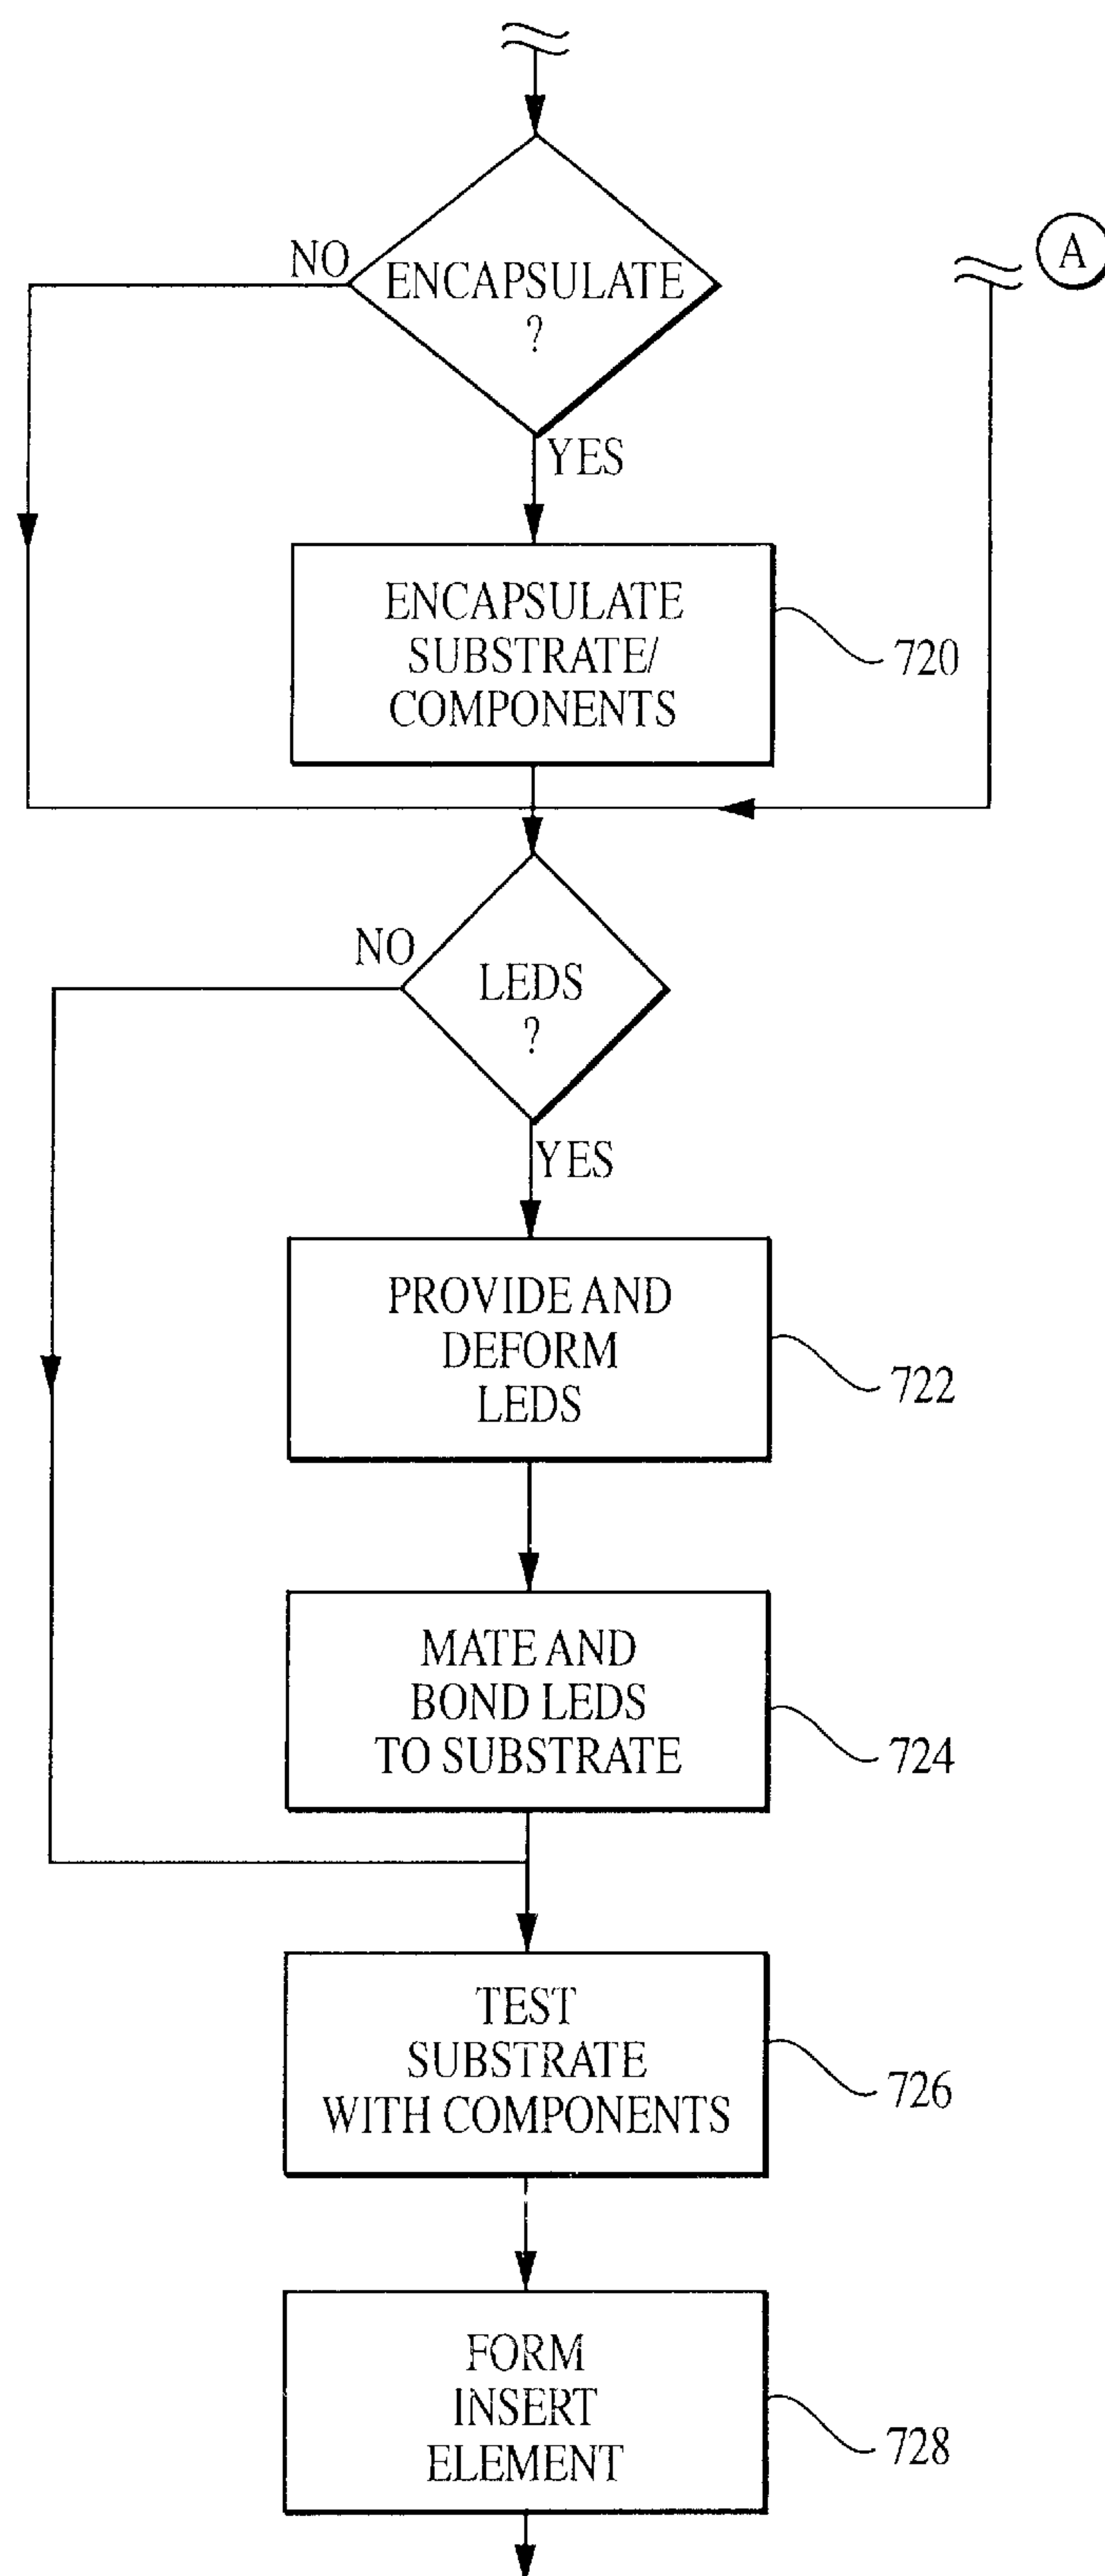 A
NO
ENCAPSULATE
?
YES
ENCAPSULATE
SUBSTRATE/
COMPONENTS
720
NO
LEDS
?
YES
PROVIDE AND
DEFORM
LEDS
722
MATE AND
BOND LEDS
TO SUBSTRATE
724
TEST
SUBSTRATE
WITH COMPONENTS
726
FORM
INSERT
ELEMENT
728